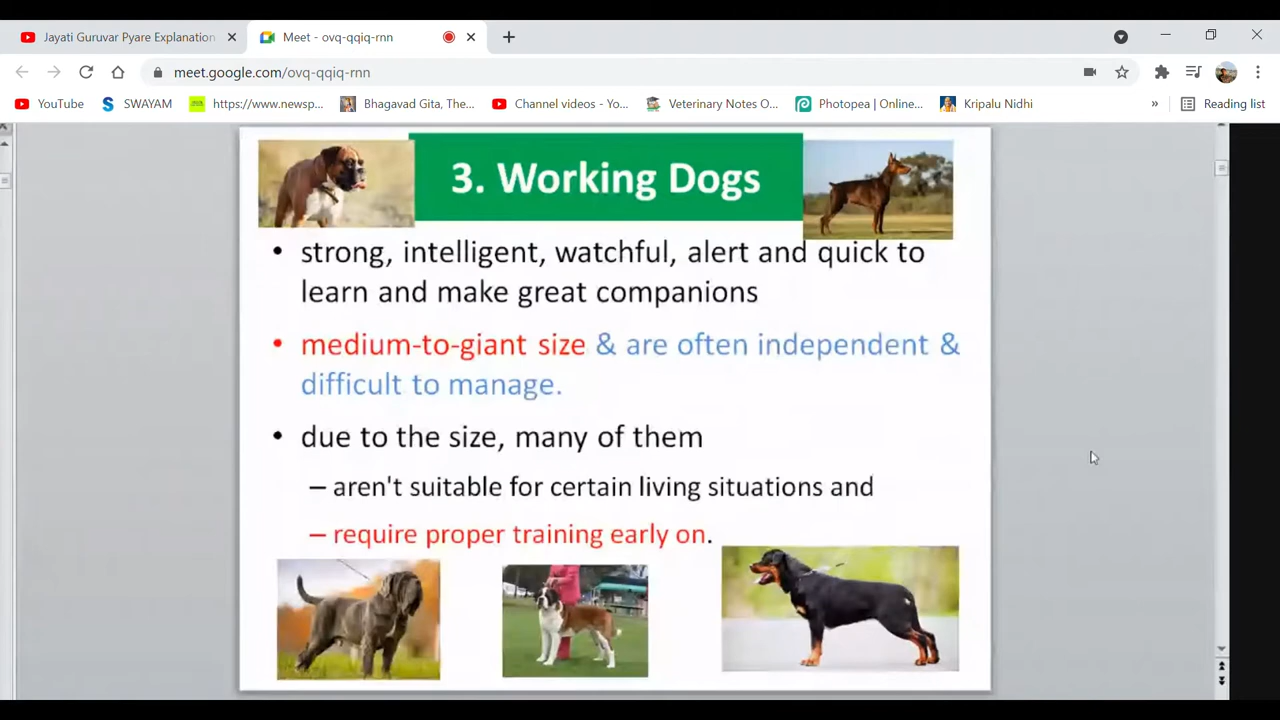 Jayati Guruvar Pyare Explanation
Meet - ovq-qqiq-rnn
meet.google.com/ovq-qqiq-rnn
YouTube
SWAYAM
https://www.newsp...
Bhagavad Gita, The...
Channel videos - Yo...
Veterinary Notes O...
Photopea | Online...
Kripalu Nidhi
»
Reading list
3. Working Dogs
• strong, intelligent, watchful, alert and quick to
learn and make great companions
• medium-to-giant size & are often independent &
difficult to manage.
• due to the size, many of them
– aren't suitable for certain living situations and
– require proper training early on.